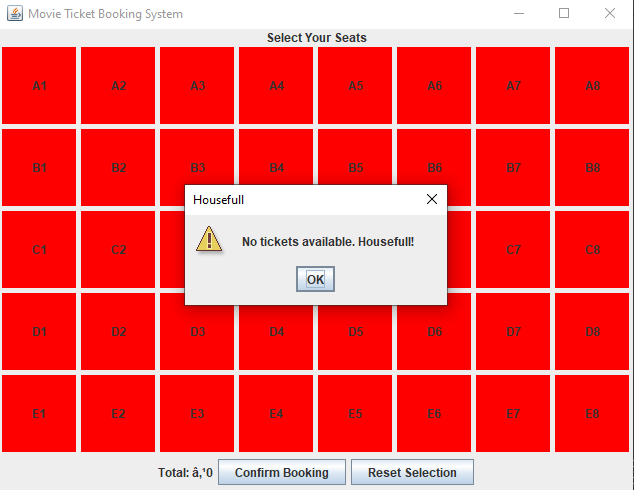 Movie Ticket Booking System
Select Your Seats
A1 A2 A3 A4 A5 A6 A7 A8
B1 B2 B3 B4 B5 B6 B7 B8
Housefull
C1 C2 C7 C8
No tickets available. Housefull!
OK
D1 D2 D3 D4 D5 D6 D7 D8
E1 E2 E3 E4 E5 E6 E7 E8
Total: â‚'0 Confirm Booking Reset Selection